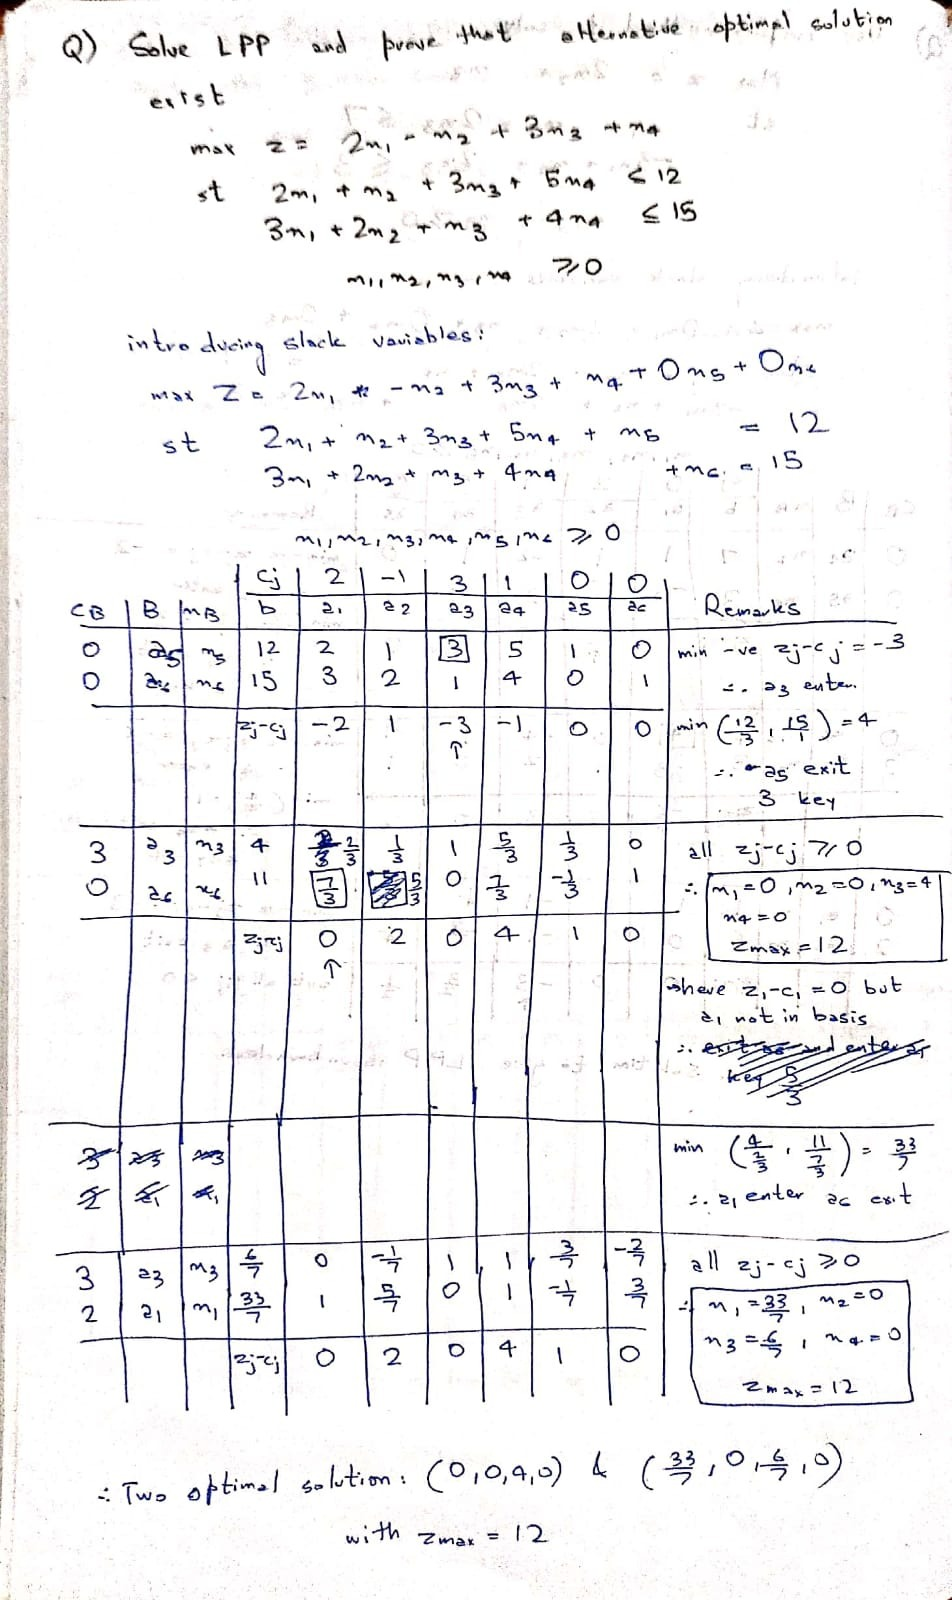 Q) Solve LPP and prove that alternative optimal solution
exist
max z = 2x₁ - x₂ + 3x₃ + x₄
st 2x₁ + x₂ + 3x₃ + 5x₄ ≤ 12
3x₁ + 2x₂ + x₃ + 4x₄ ≤ 15
x₁, x₂, x₃, x₄ ≥ 0
introducing slack variables:
max Z = 2x₁ - x₂ + 3x₃ + x₄ + 0x₅ + 0x₆
st 2x₁ + x₂ + 3x₃ + 5x₄ + x₅ = 12
3x₁ + 2x₂ + x₃ + 4x₄ + x₆ = 15
x₁, x₂, x₃, x₄, x₅, x₆ ≥ 0
Cj 2 -1 3 1 0 0
CB B xB b a₁ a₂ a₃ a₄ a₅ a₆ Remarks
0 a₅ x₅ 12 2 1 3 5 1 0 min -ve zj-cj = -3
0 a₆ x₆ 15 3 2 1 4 0 1 ∴ a₃ enter.
zj-cj -2 1 -3 -1 0 0 min (12/3, 15/1) = 4
↑ ∴ a₅ exit
3 key
3 a₃ x₃ 4 2/3 1/3 1 5/3 1/3 0 all zj-cj ≥ 0
0 a₆ x₆ 11 7/3 5/3 0 7/3 -1/3 1 ∴ x₁=0, x₂=0, x₃=4
x₄=0
zj-cj 0 2 0 4 1 0 Zmax = 12
↑
here z₁-c₁ = 0 but
a₁ not in basis
min (4/(2/3), 11/(7/3)) = 33/7
∴ a₁ enter a₆ exit
3 a₃ x₃ 6/7 0 -1/7 1 1 3/7 -2/7 all zj-cj ≥ 0
2 a₁ x₁ 33/7 1 5/7 0 1 -1/7 3/7 ∴ x₁ = 33/7, x₂=0
x₃ = 6/7, x₄=0
zj-cj 0 2 0 4 1 0
zmax = 12
∴ Two optimal solution: (0,0,4,0) & (33/7, 0, 6/7, 0)
with zmax = 12